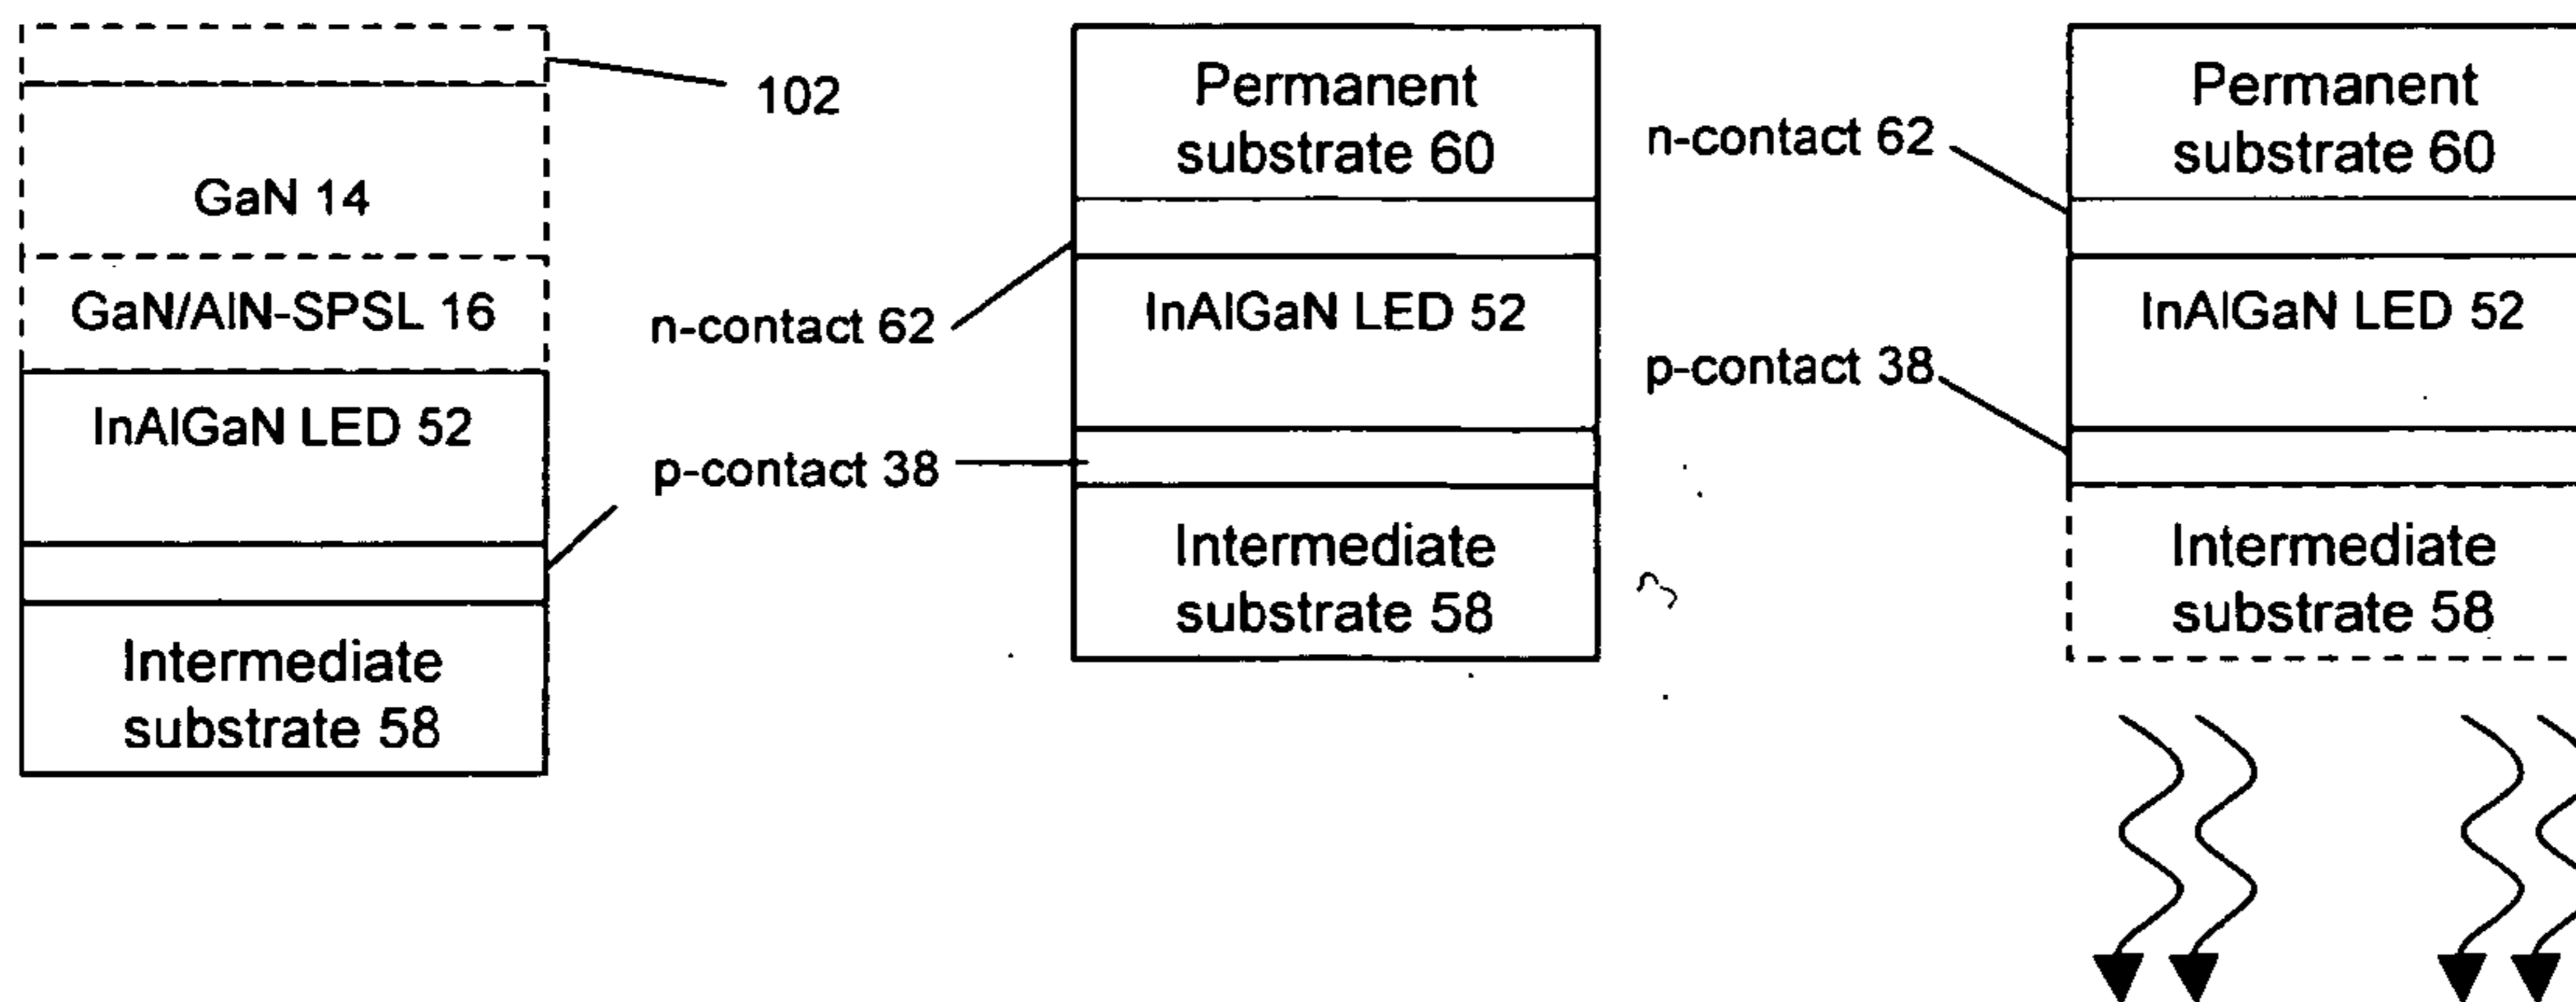 102
GaN 14
GaN/AlN-SPSL 16
InAlGaN LED 52
Intermediate
substrate 58
n-contact 62
p-contact 38
Permanent
substrate 60
InAlGaN LED 52
Intermediate
substrate 58
n-contact 62
p-contact 38
Permanent
substrate 60
InAlGaN LED 52
Intermediate
substrate 58